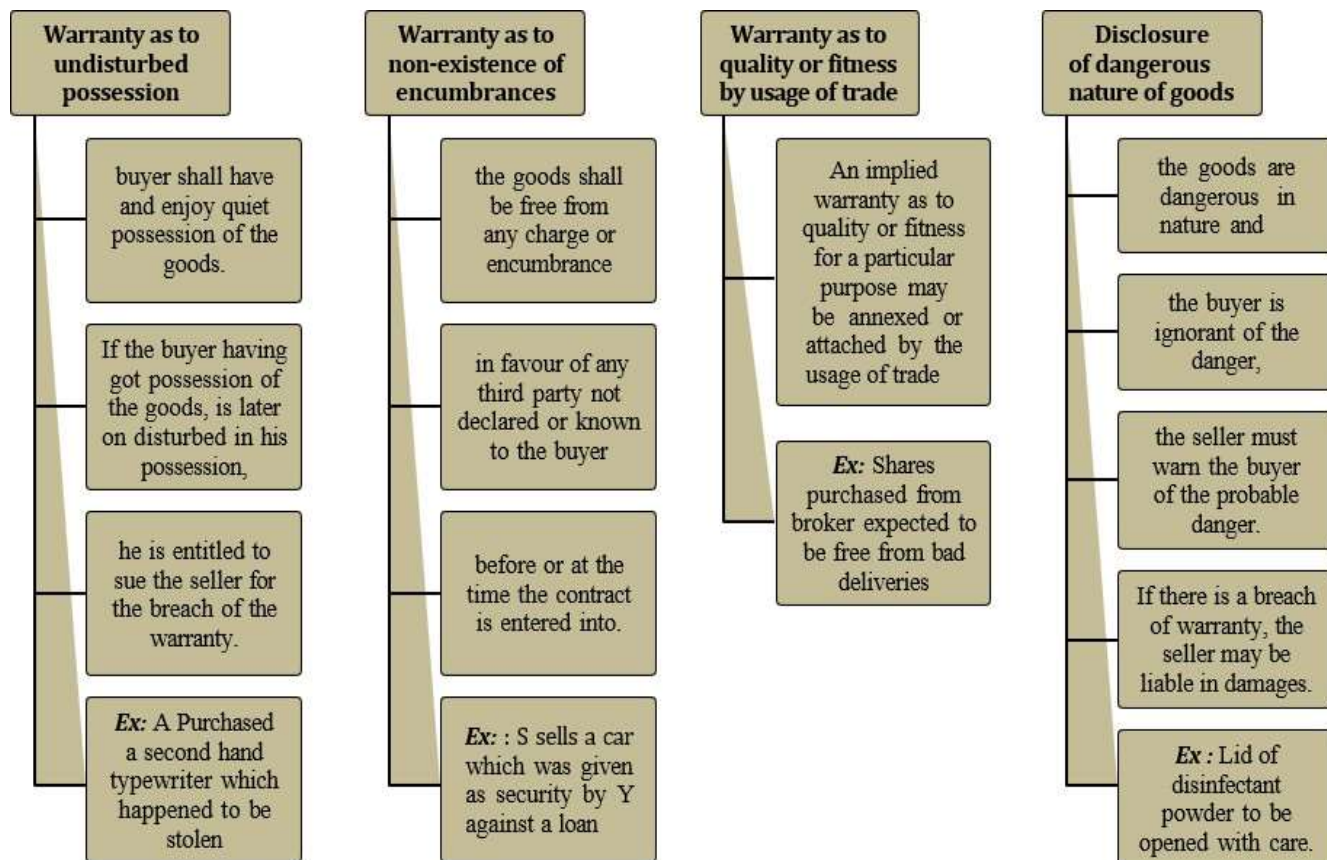 Warranty as to
undisturbed
possession
buyer shall have
and enjoy quiet
possession of the
goods.
If the buyer having
got possession of
the goods, is later
on disturbed in his
possession,
he is entitled to
sue the seller for
the breach of the
warranty.
Ex: A Purchased
a second hand
typewriter which
happened to be
stolen
Warranty as to
non-existence of
encumbrances
the goods shall
be free from
any charge or
encumbrance
in favour of any
third party not
declared or known
to the buyer
before or at the
time the contract
is entered into.
Ex: : S sells a car
which was given
as security by Y
against a loan
Warranty as to
quality or fitness
by usage of trade
An implied
warranty as to
quality or fitness
for a particular
purpose may
be annexed or
attached by the
usage of trade
Ex: Shares
purchased from
broker expected to
be free from bad
deliveries
Disclosure
of dangerous
nature of goods
the goods are
dangerous in
nature and
the buyer is
ignorant of the
danger,
the seller must
warn the buyer
of the probable
danger.
If there is a breach
of warranty, the
seller may be
liable in damages.
Ex : Lid of
disinfectant
powder to be
opened with care.